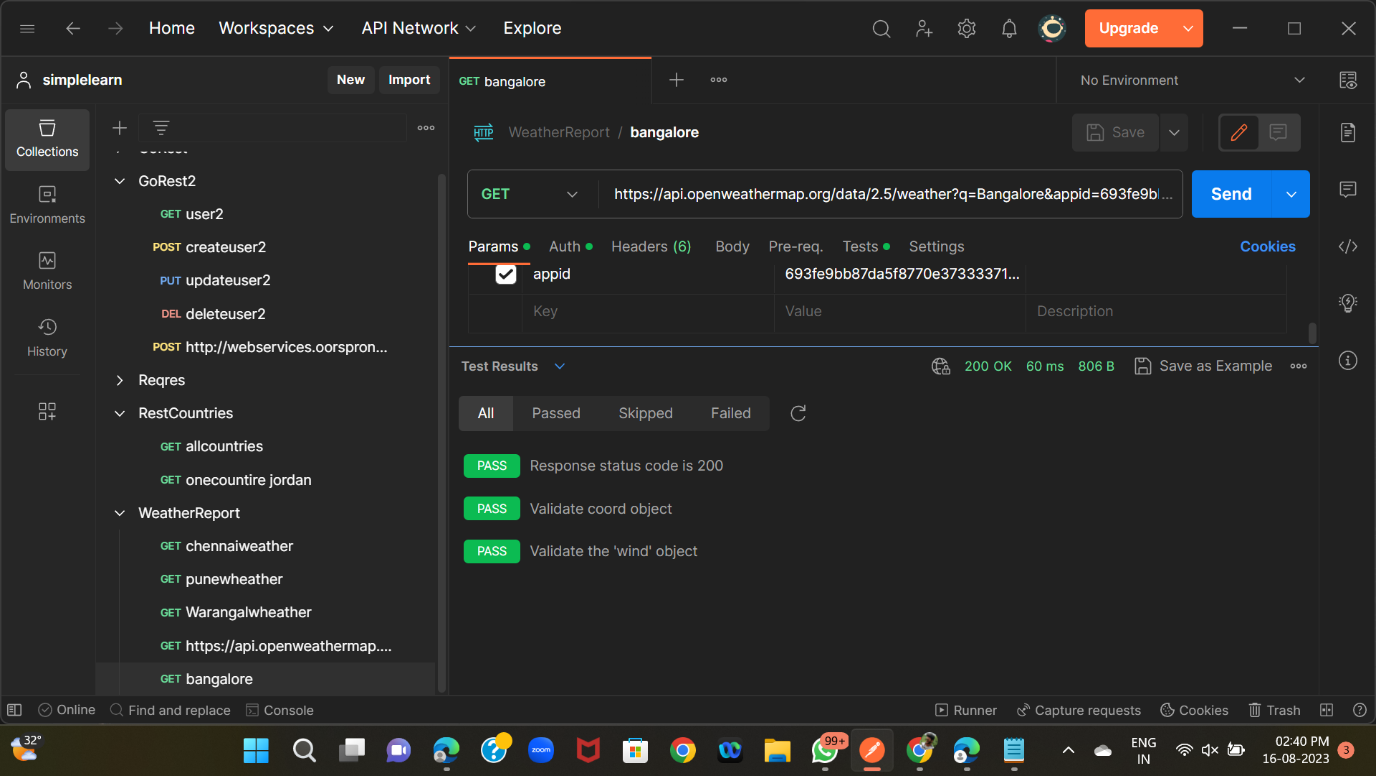 Home Workspaces API Network Explore Upgrade
simplelearn New Import GET bangalore No Environment
Collections
Environments
Monitors
History
GoRest2
GET user2
POST createuser2
PUT updateuser2
DEL deleteuser2
POST http://webservices.oorspron...
Reqres
RestCountries
GET allcountries
GET onecountire jordan
WeatherReport
GET chennaiweather
GET punewheather
GET Warangalwheather
GET https://api.openweathermap....
GET bangalore
HTTP WeatherReport / bangalore Save
GET https://api.openweathermap.org/data/2.5/weather?q=Bangalore&appid=693fe9b... Send
Params Auth Headers (6) Body Pre-req. Tests Settings Cookies
appid 693fe9bb87da5f8770e37333371...
Key Value Description
Test Results 200 OK 60 ms 806 B Save as Example
All Passed Skipped Failed
PASS Response status code is 200
PASS Validate coord object
PASS Validate the 'wind' object
Online Find and replace Console Runner Capture requests Cookies Trash
32° zoom 99+ ENG 02:40 PM
IN 16-08-2023 3